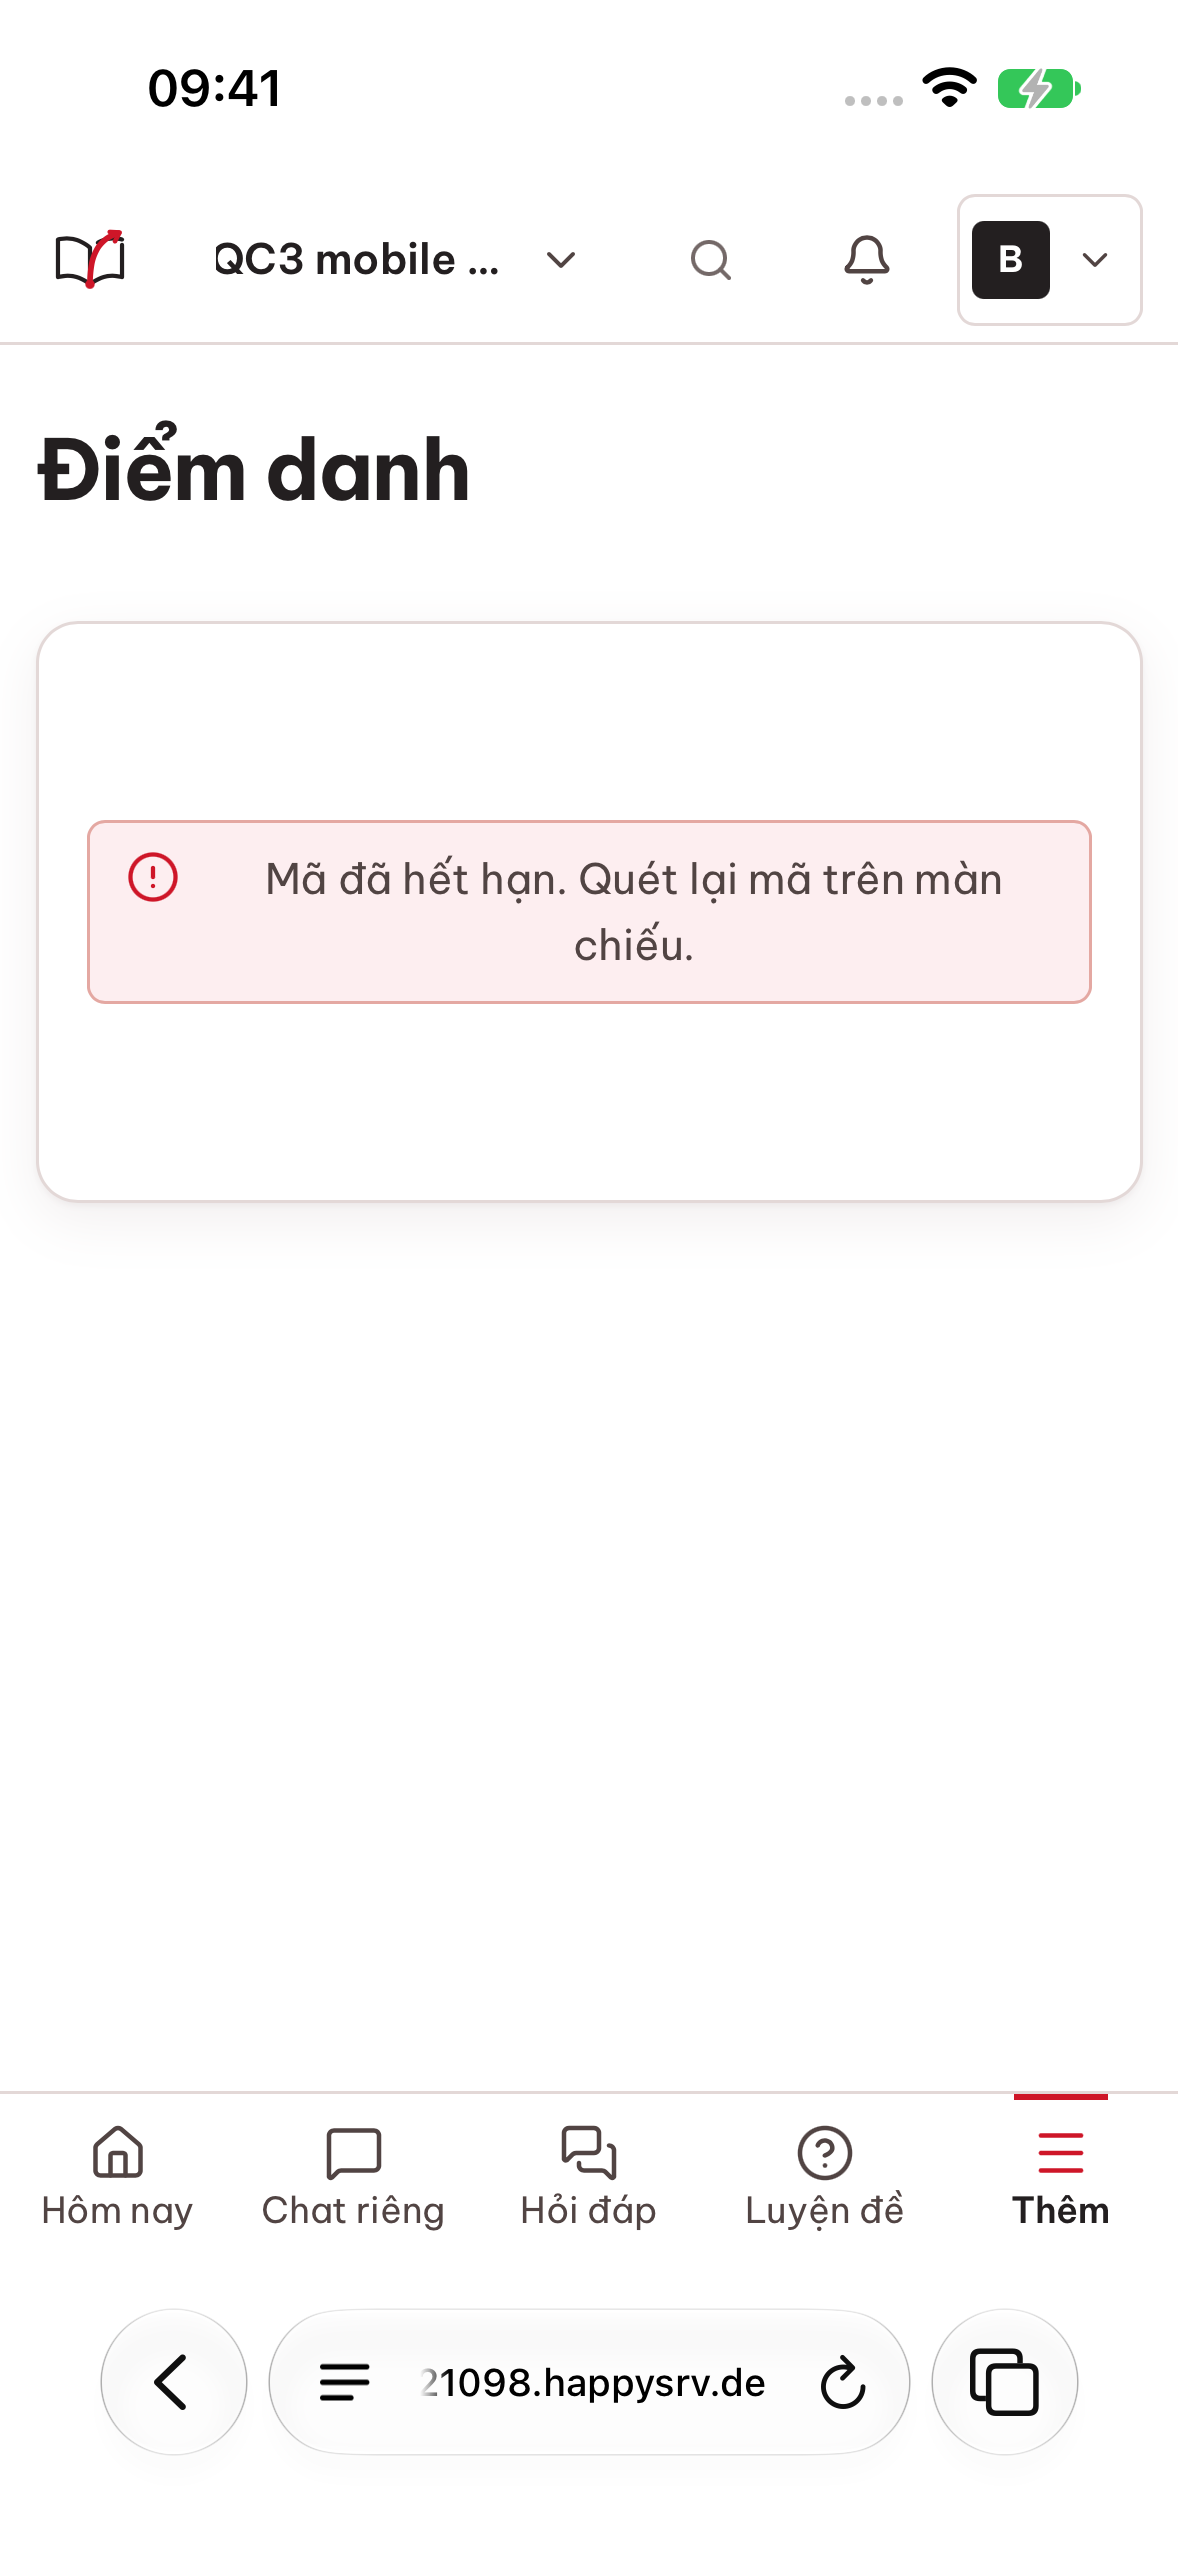 09:41
QC3 mobile ...
B
Điểm danh
Mã đã hết hạn. Quét lại mã trên màn
chiếu.
Hôm nay
Chat riêng
Hỏi đáp
Luyện đề
Thêm
21098.happysrv.de